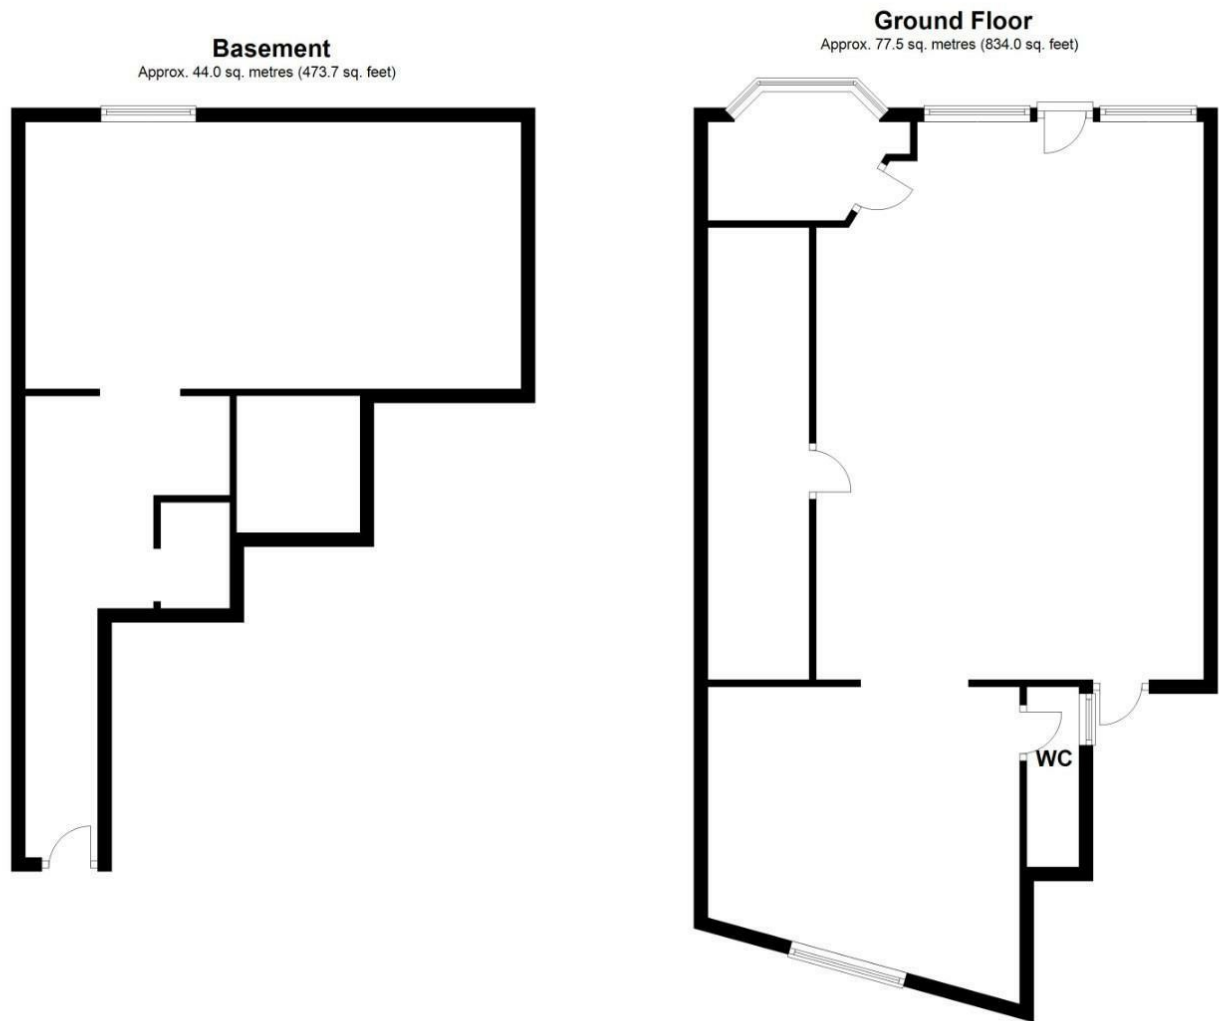 Basement
Approx. 44.0 sq. metres (473.7 sq. feet)
Ground Floor
Approx. 77.5 sq. metres (834.0 sq. feet)
WC